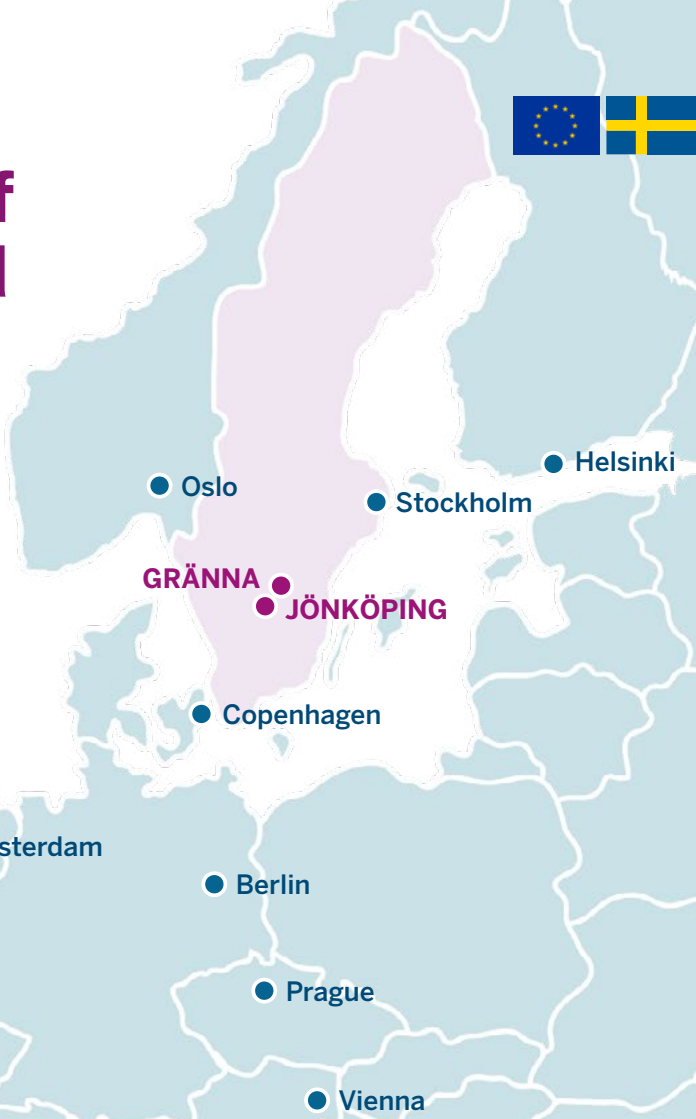 f
l
Helsinki
Oslo
Stockholm
GRÄNNA
JÖNKÖPING
Copenhagen
sterdam
Berlin
Prague
Vienna